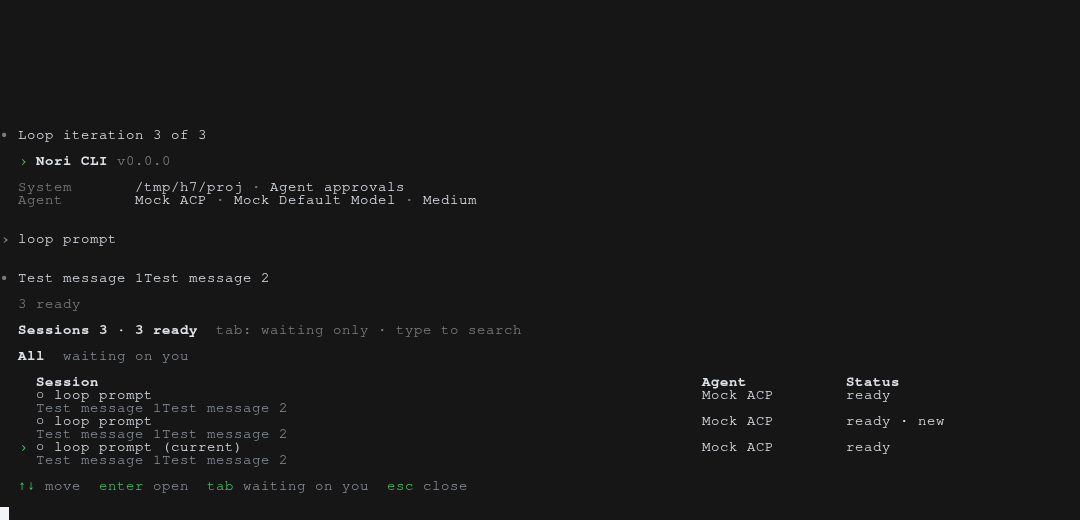 • Loop iteration 3 of 3
› Nori CLI v0.0.0
System /tmp/h7/proj · Agent approvals
Agent Mock ACP · Mock Default Model · Medium
› loop prompt
• Test message 1Test message 2
3 ready
Sessions 3 · 3 ready  tab: waiting only · type to search
All  waiting on you
Session Agent Status
○ loop prompt Mock ACP ready
Test message 1Test message 2
○ loop prompt Mock ACP ready · new
Test message 1Test message 2
› ○ loop prompt (current) Mock ACP ready
Test message 1Test message 2
↑↓ move  enter open  tab waiting on you  esc close